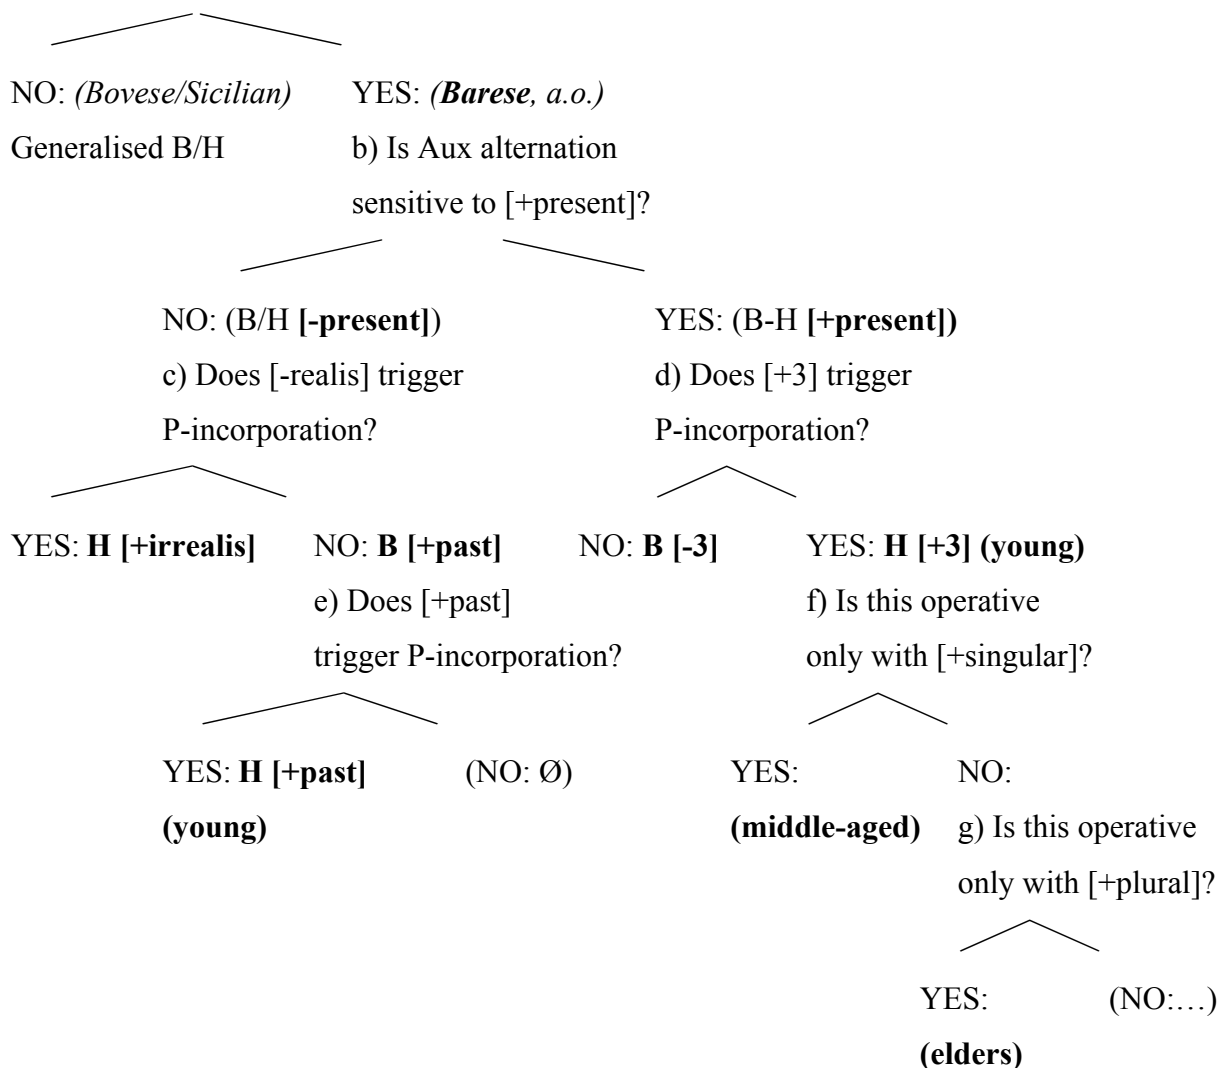 NO: (Bovese/Sicilian) YES: (Barese, a.o.)
Generalised B/H b) Is Aux alternation
sensitive to [+present]?
NO: (B/H [-present]) YES: (B-H [+present])
c) Does [-realis] trigger d) Does [+3] trigger
P-incorporation? P-incorporation?
YES: H [+irrealis] NO: B [+past] NO: B [-3] YES: H [+3] (young)
e) Does [+past] f) Is this operative
trigger P-incorporation? only with [+singular]?
YES: H [+past] (NO: Ø) YES: NO:
(young) (middle-aged) g) Is this operative
only with [+plural]?
YES: (NO:…)
(elders)